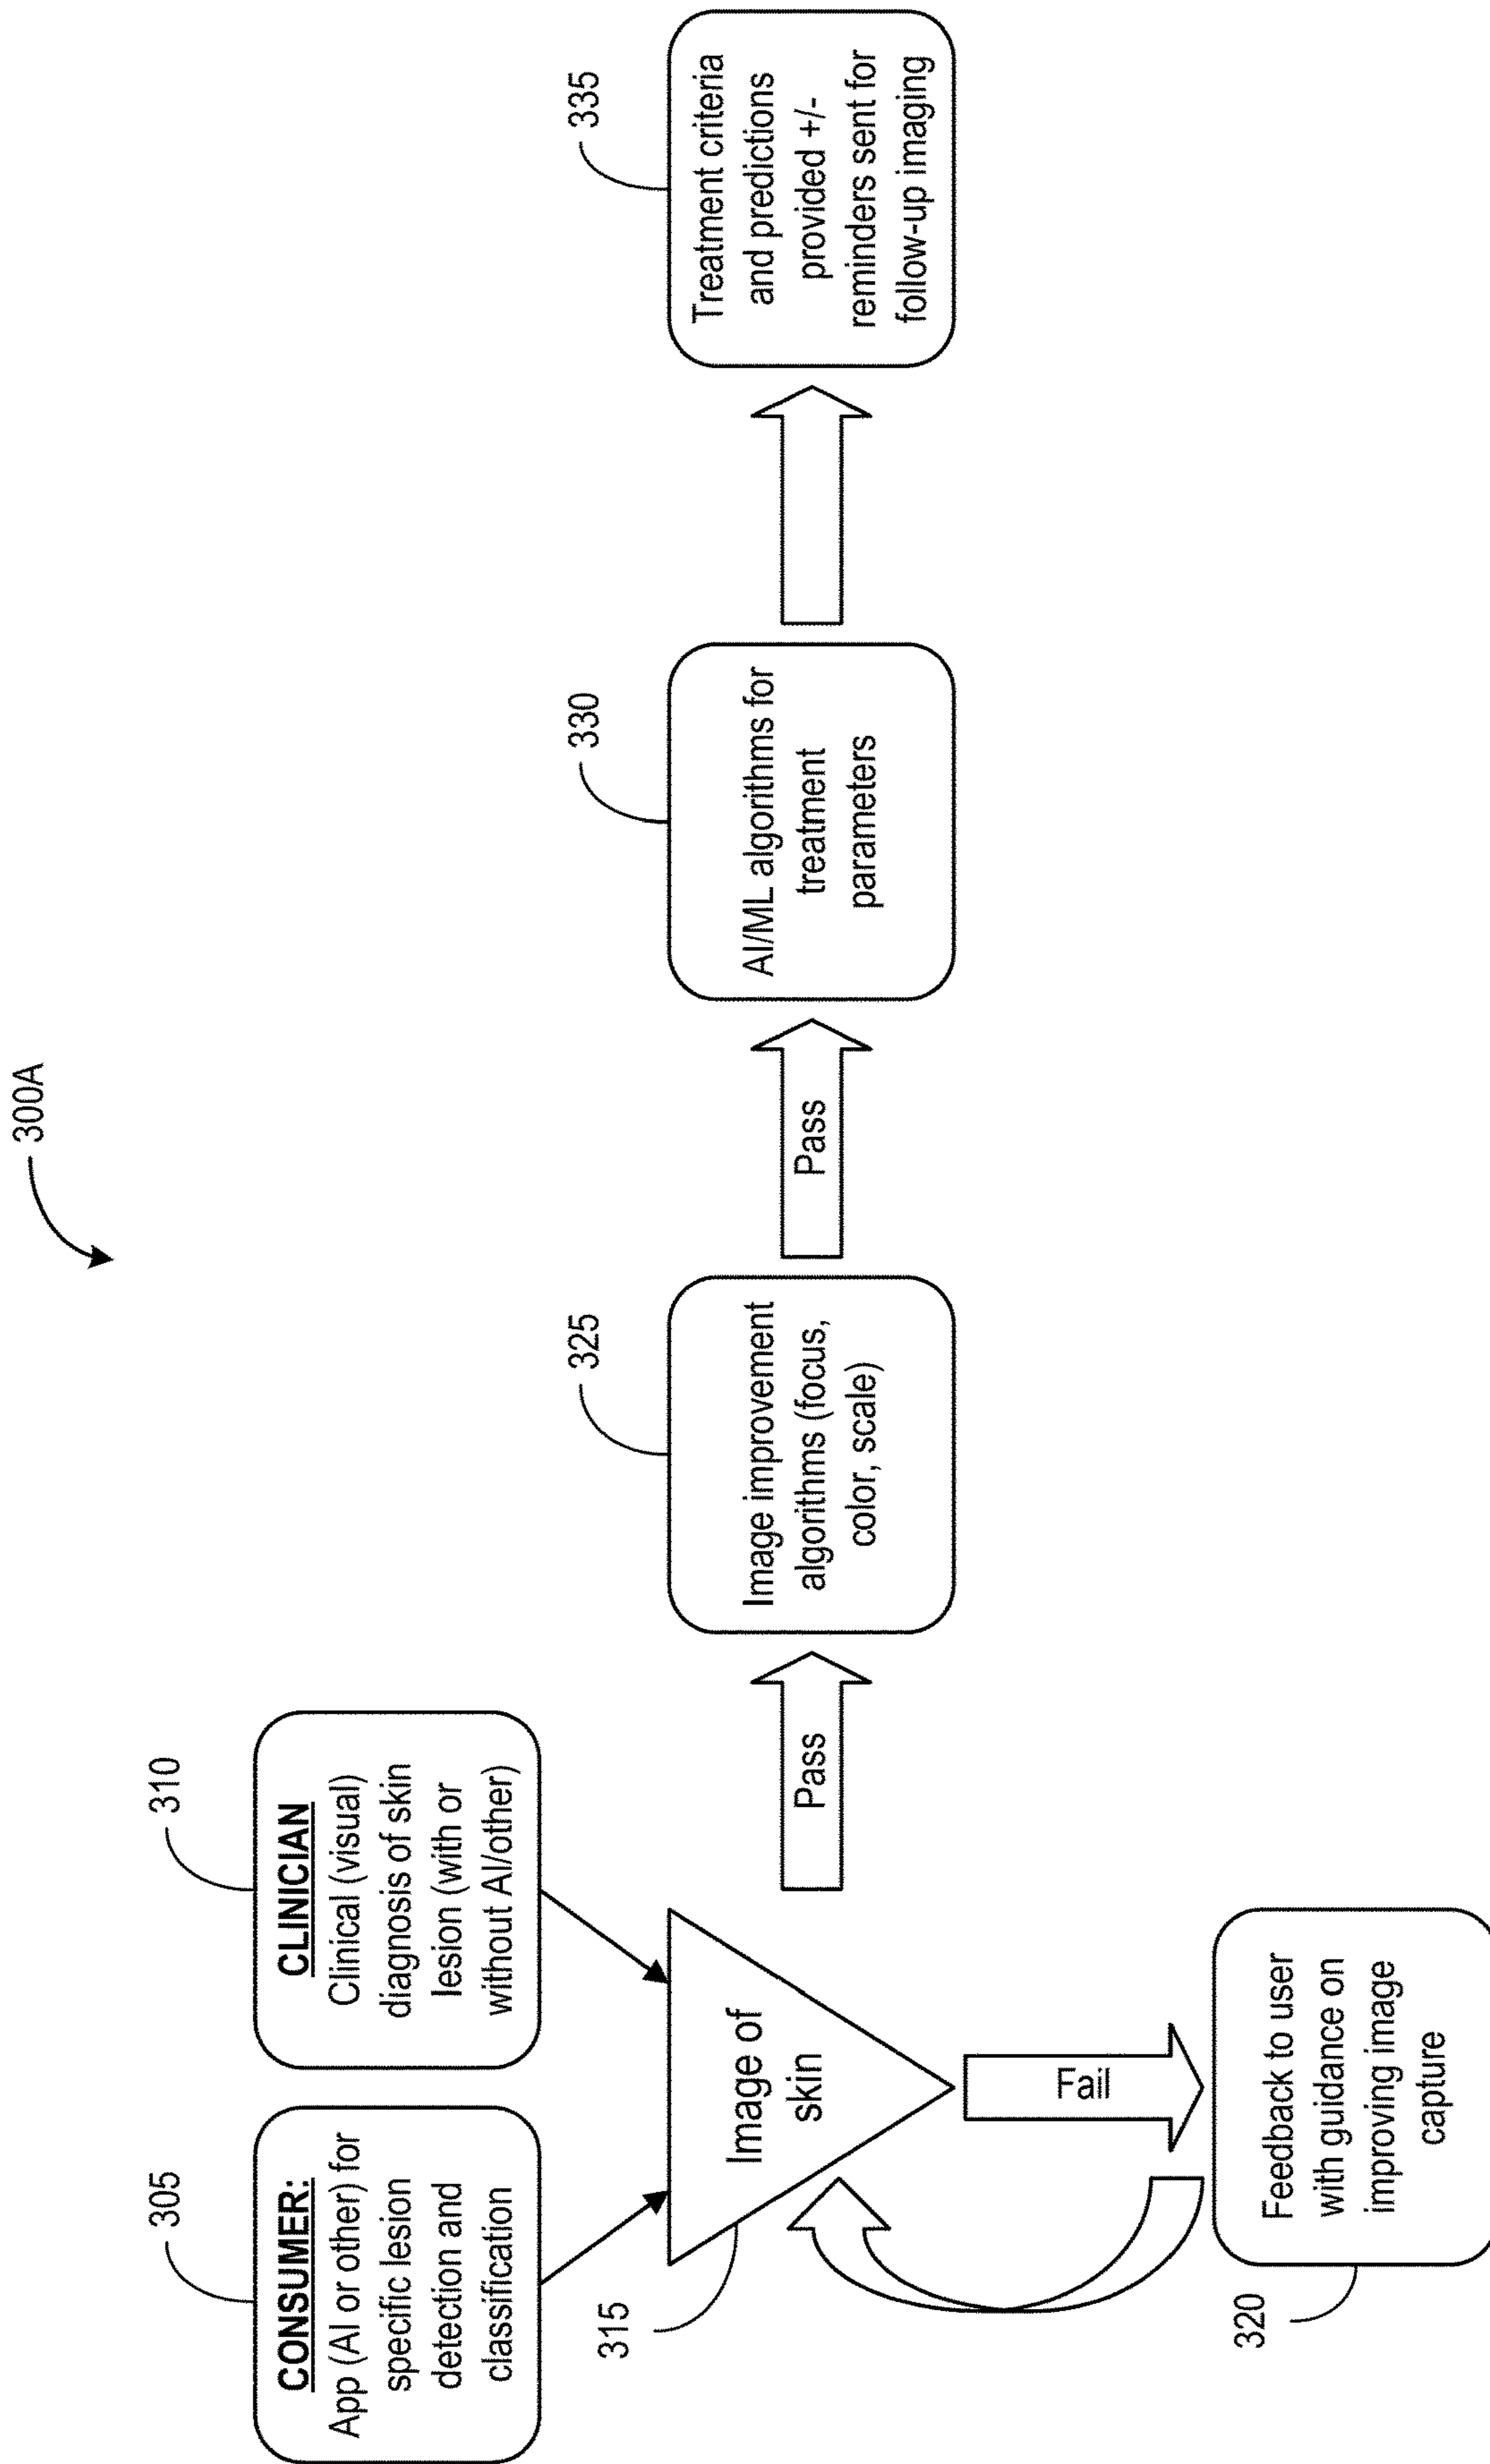 300A
305
CONSUMER:
App (AI or other) for
specific lesion
detection and
classification
310
CLINICIAN
Clinical (visual)
diagnosis of skin
lesion (with or
without AI/other)
315
Image of
skin
Fail
320
Feedback to user
with guidance on
improving image
capture
Pass
325
Image improvement
algorithms (focus,
color, scale)
Pass
330
AI/ML algorithms for
treatment
parameters
335
Treatment criteria
and predictions
provided +/-
reminders sent for
follow-up imaging